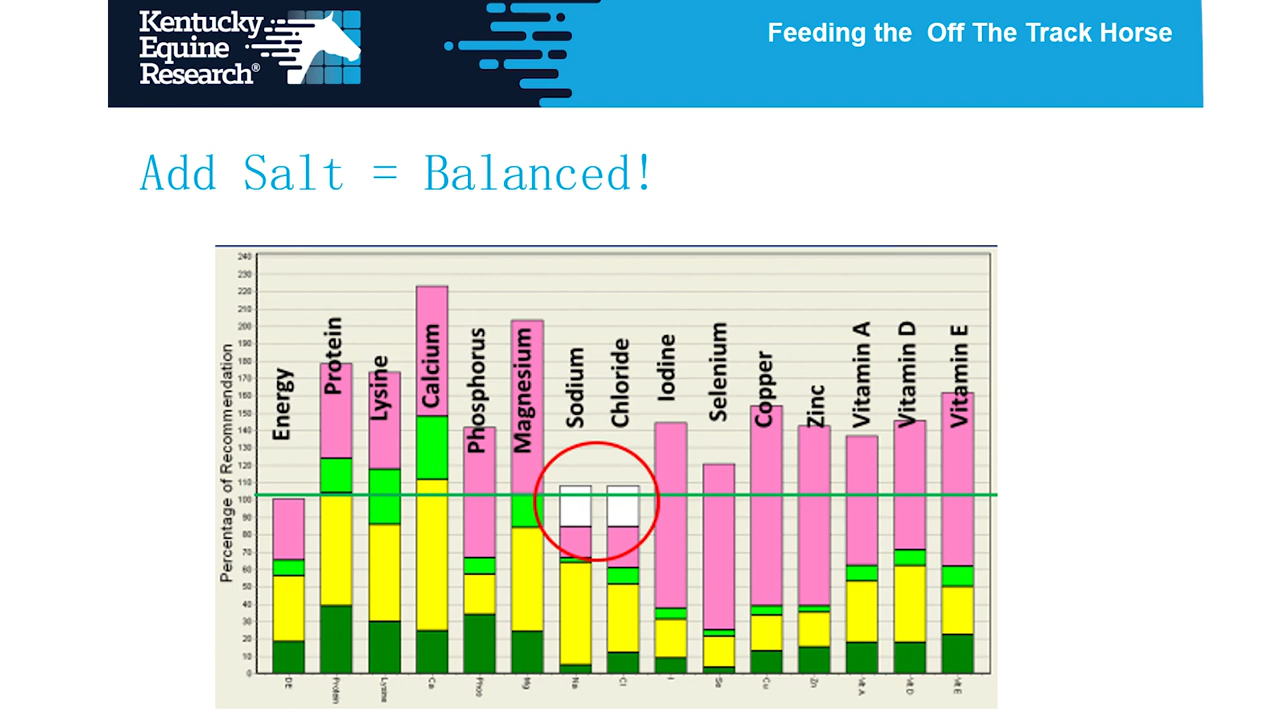 Kentucky
Equine
Research®
Feeding the Off The Track Horse
Add Salt = Balanced!
Percentage of Recommendation
240
230
220
210
200
190
180
170
160
150
140
130
120
110
100
90
80
70
60
50
40
30
20
10
0
Energy
Protein
Lysine
Calcium
Phosphorus
Magnesium
Sodium
Chloride
Iodine
Selenium
Copper
Zinc
Vitamin A
Vitamin D
Vitamin E
DE
Protein
Lysine
Ca
Phos
Mg
Na
Cl
I
Se
Cu
Zn
Vit A
Vit D
Vit E